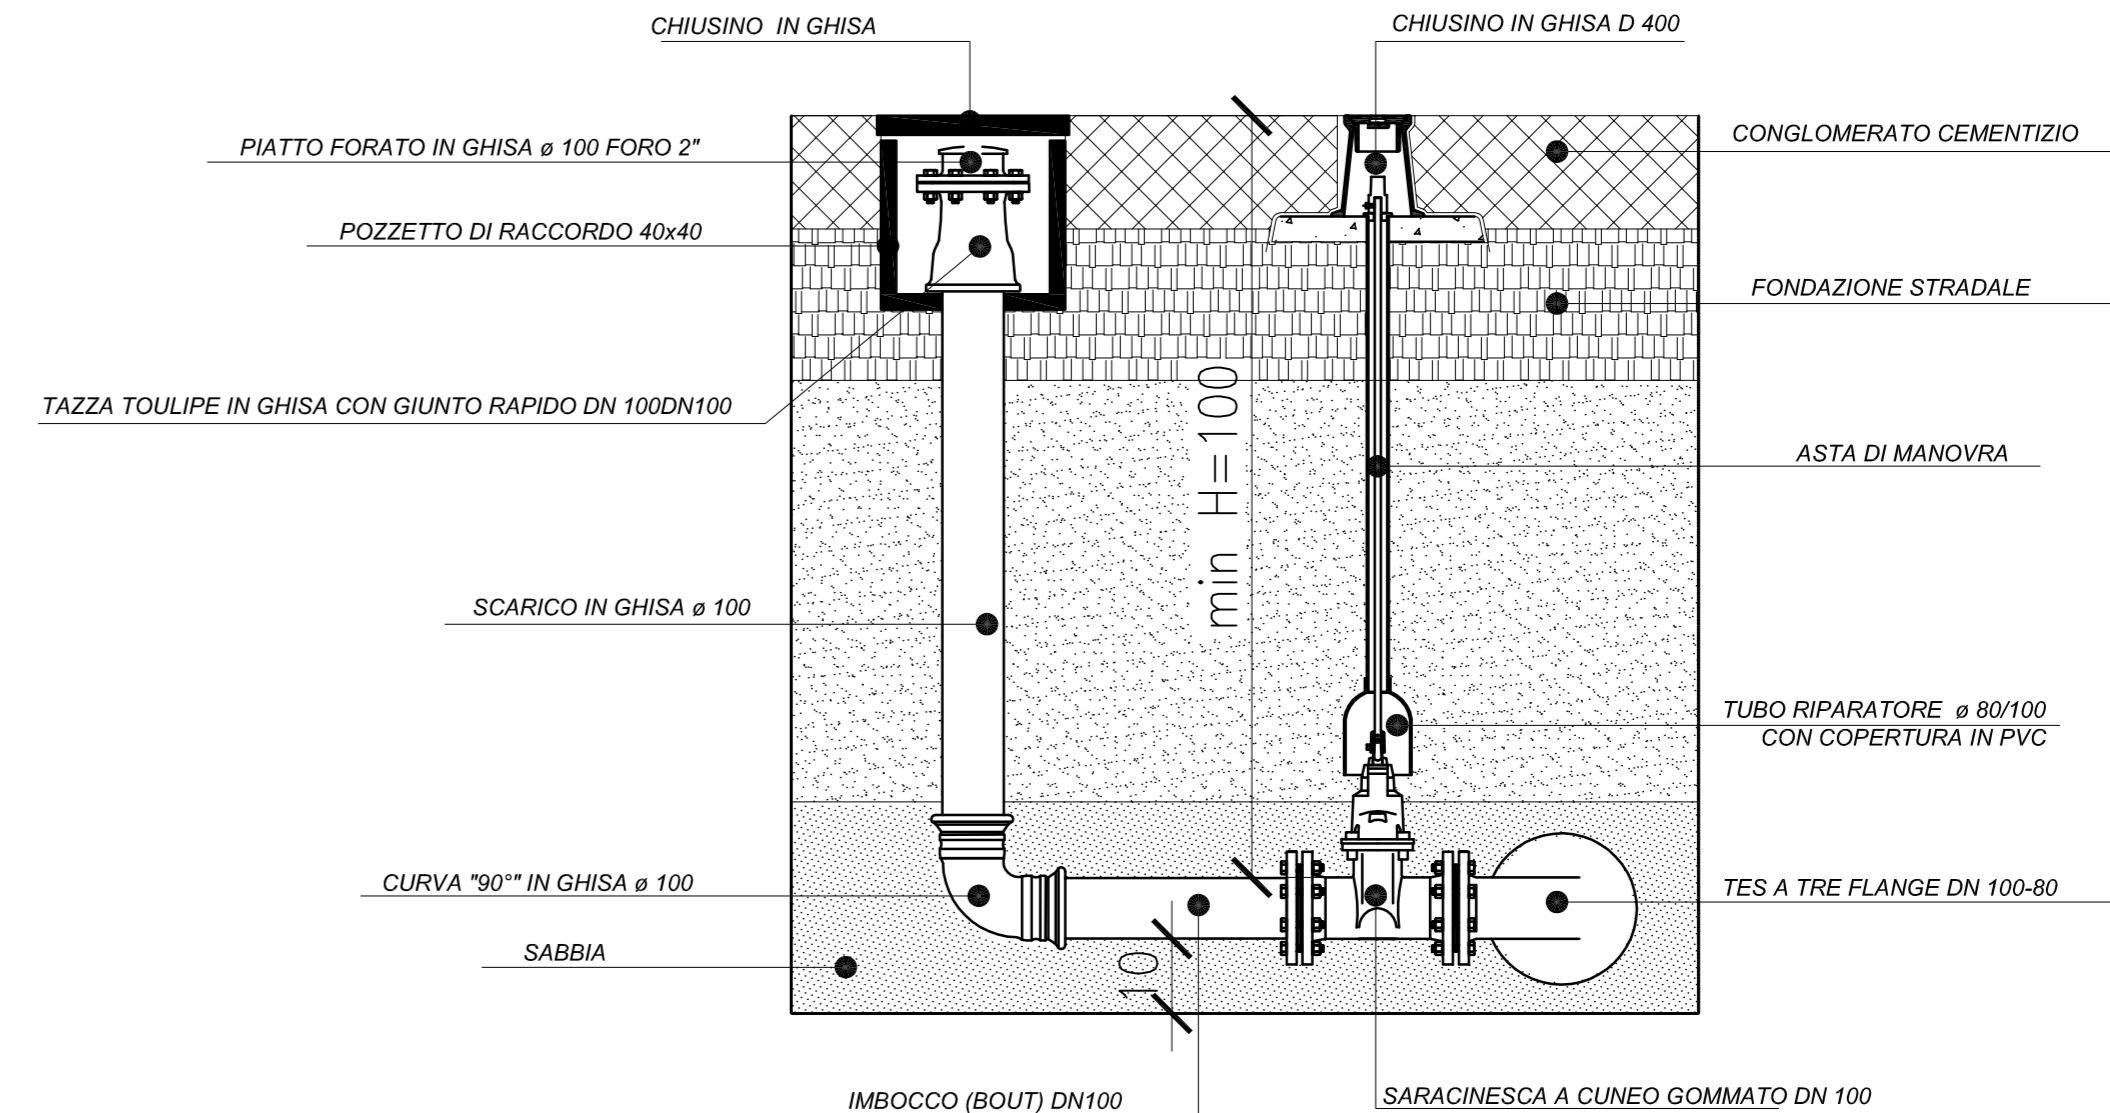 CHIUSINO IN GHISA
CHIUSINO IN GHISA D 400
PIATTO FORATO IN GHISA ø 100 FORO 2"
CONGLOMERATO CEMENTIZIO
POZZETTO DI RACCORDO 40x40
FONDAZIONE STRADALE
TAZZA TOULIPE IN GHISA CON GIUNTO RAPIDO DN 100DN100
min H=100
ASTA DI MANOVRA
SCARICO IN GHISA ø 100
TUBO RIPARATORE ø 80/100
CON COPERTURA IN PVC
CURVA "90°" IN GHISA ø 100
TES A TRE FLANGE DN 100-80
SABBIA
10
IMBOCCO (BOUT) DN100
SARACINESCA A CUNEO GOMMATO DN 100